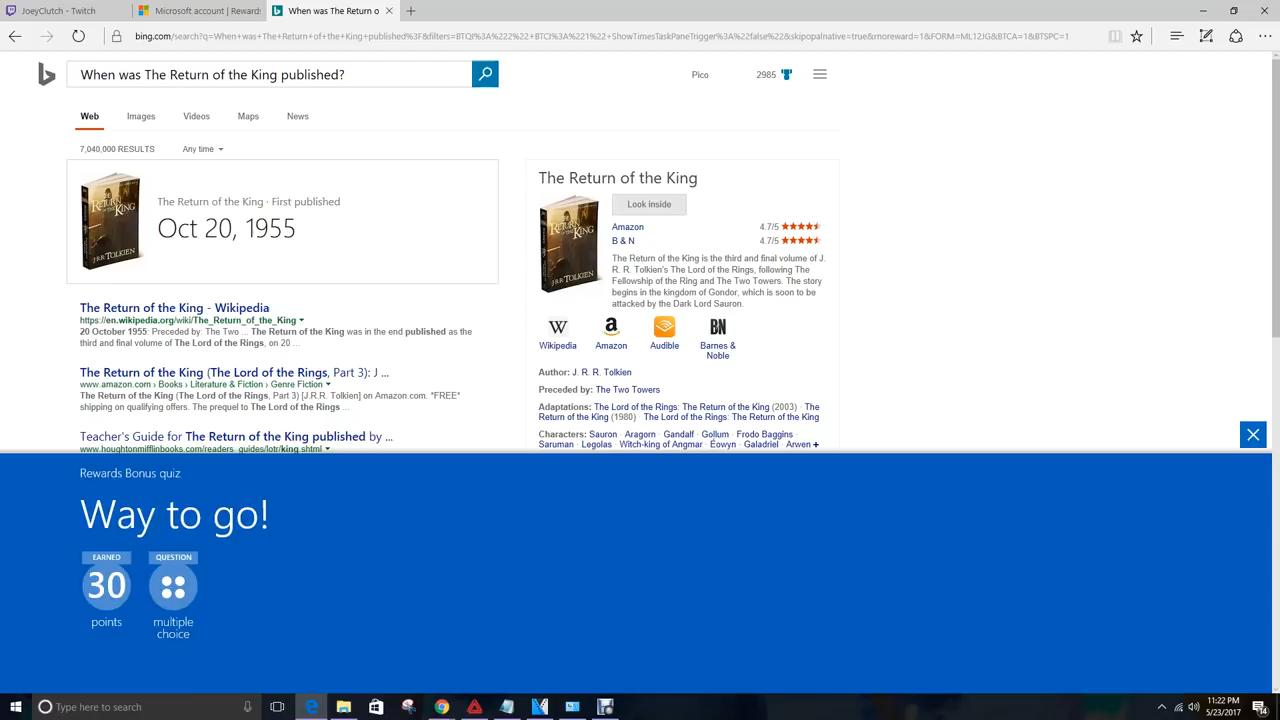 JoeyClutch - Twitch
Microsoft Rewards
When was The Return o
bing.com/search?q=When+was+The+Return+of+the+King+published%3F&filters=BTQI%3A%222%22+BTCI%3A%221%22+ShowTimesTaskPaneTrigger%3A%22false%22&skipopalnative=true&rnoreward=1&FORM=ML12JG&BTCA=1&BTSPC=1
When was The Return of the King published?
Pico
2985
Web Images Videos Maps News
7,040,000 RESULTS Any time
The Return of the King · First published
Oct 20, 1955
The Return of the King - Wikipedia
https://en.wikipedia.org/wiki/The_Return_of_the_King
20 October 1955: Preceded by: The Two ... The Return of the King was in the end published as the
third and final volume of The Lord of the Rings, on 20 ...
The Return of the King (The Lord of the Rings, Part 3): J ...
www.amazon.com › Books › Literature & Fiction › Genre Fiction
The Return of the King (The Lord of the Rings, Part 3) [J.R.R. Tolkien] on Amazon.com. *FREE*
shipping on qualifying offers. The prequel to The Lord of the Rings ...
Teacher's Guide for The Return of the King published by ...
www.houghtonmifflinbooks.com/readers_guides/lotr/king.shtml
The Return of the King
Look inside
Amazon 4.7/5
B & N 4.7/5
The Return of the King is the third and final volume of J.
R. R. Tolkien's The Lord of the Rings, following The
Fellowship of the Ring and The Two Towers. The story
begins in the kingdom of Gondor, which is soon to be
attacked by the Dark Lord Sauron.
Wikipedia Amazon Audible Barnes &
Noble
Author: J. R. R. Tolkien
Preceded by: The Two Towers
Adaptations: The Lord of the Rings: The Return of the King (2003) · The
Return of the King (1980) · The Lord of the Rings: The Return of the King
Characters: Sauron · Aragorn · Gandalf · Gollum · Frodo Baggins ·
Saruman · Legolas · Witch-king of Angmar · Éowyn · Galadriel · Arwen +
Rewards Bonus quiz
Way to go!
EARNED QUESTION
30
points multiple
choice
Type here to search
11:22 PM
5/23/2017